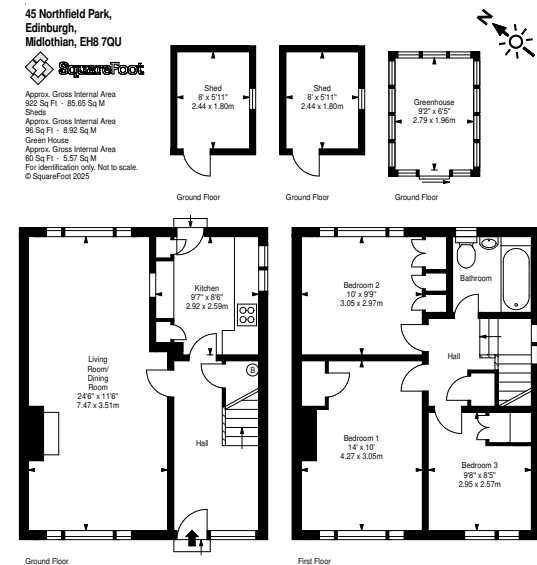 45 Northfield Park,
Edinburgh,
Midlothian, EH8 7QU
SquareFoot
Approx. Gross Internal Area
922 Sq Ft - 85.65 Sq M
Sheds
Approx. Gross Internal Area
96 Sq Ft - 8.92 Sq M
Green House
Approx. Gross Internal Area
60 Sq Ft - 5.57 Sq M
For identification only. Not to scale.
© SquareFoot 2025
N
Shed
8' x 5'11"
2.44 x 1.80m
Ground Floor
Shed
8' x 5'11"
2.44 x 1.80m
Ground Floor
Greenhouse
9'2" x 6'5"
2.79 x 1.96m
Ground Floor
Living
Room/
Dining
Room
24'6" x 11'6"
7.47 x 3.51m
Kitchen
9'7" x 8'6"
2.92 x 2.59m
B
Hall
Ground Floor
Bedroom 2
10' x 9'9"
3.05 x 2.97m
Bathroom
Hall
Bedroom 1
14' x 10'
4.27 x 3.05m
Bedroom 3
9'8" x 8'5"
2.95 x 2.57m
First Floor